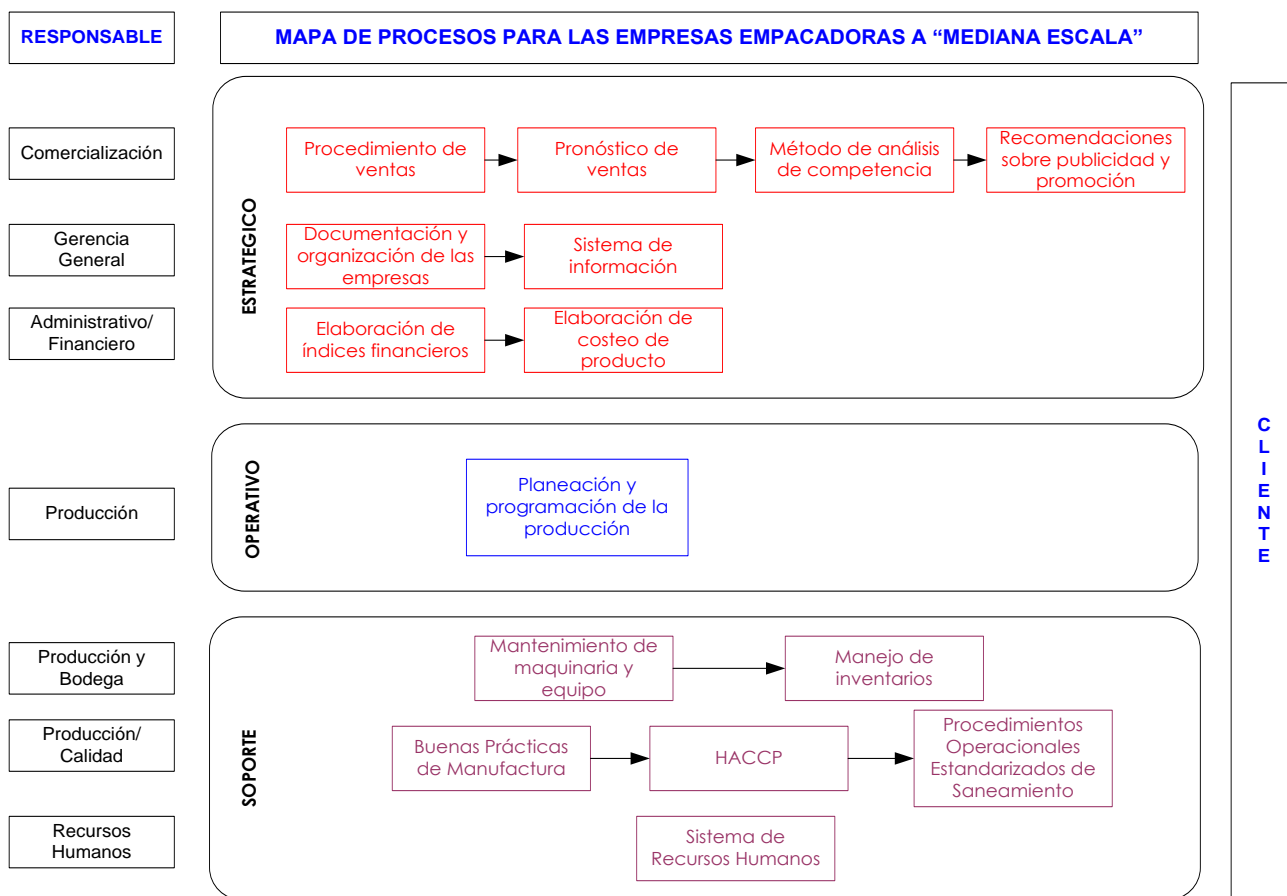 RESPONSABLE
MAPA DE PROCESOS PARA LAS EMPRESAS EMPACADORAS A “MEDIANA ESCALA”
ESTRATEGICO
Comercialización
Procedimiento de
ventas
Pronóstico de
ventas
Método de análisis
de competencia
Recomendaciones
sobre publicidad y
promoción
Gerencia
General
Documentación y
organización de las
empresas
Sistema de
información
Administrativo/
Financiero
Elaboración de
índices financieros
Elaboración de
costeo de
producto
OPERATIVO
Producción
Planeación y
programación de la
producción
SOPORTE
Producción y
Bodega
Mantenimiento de
maquinaria y
equipo
Manejo de
inventarios
Producción/
Calidad
Buenas Prácticas
de Manufactura
HACCP
Procedimientos
Operacionales
Estandarizados de
Saneamiento
Recursos
Humanos
Sistema de
Recursos Humanos
C
L
I
E
N
T
E